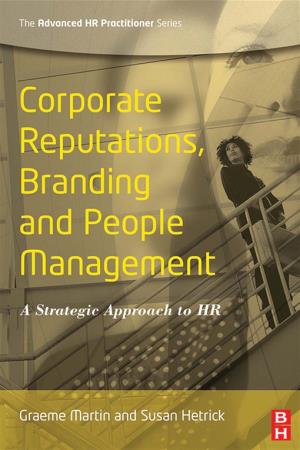 The Advanced HR Practitioner Series
Corporate
Reputations,
Branding
and People
Management
A Strategic Approach to HR
Graeme Martin and Susan Hetrick
B
H